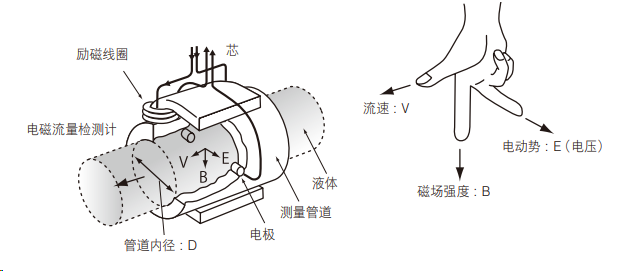 励磁线圈
芯
电磁流量检测计
V
E
B
液体
测量管道
电极
管道内径：D
流速：V
电动势：E（电压）
磁场强度：B